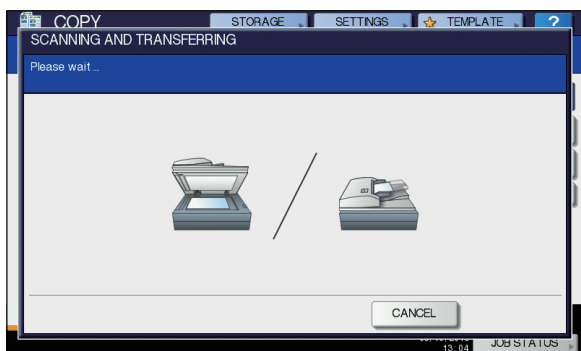 COPY STORAGE SETTINGS TEMPLATE ?
SCANNING AND TRANSFERRING
Please wait ...
CANCEL
13:04 JOB STATUS